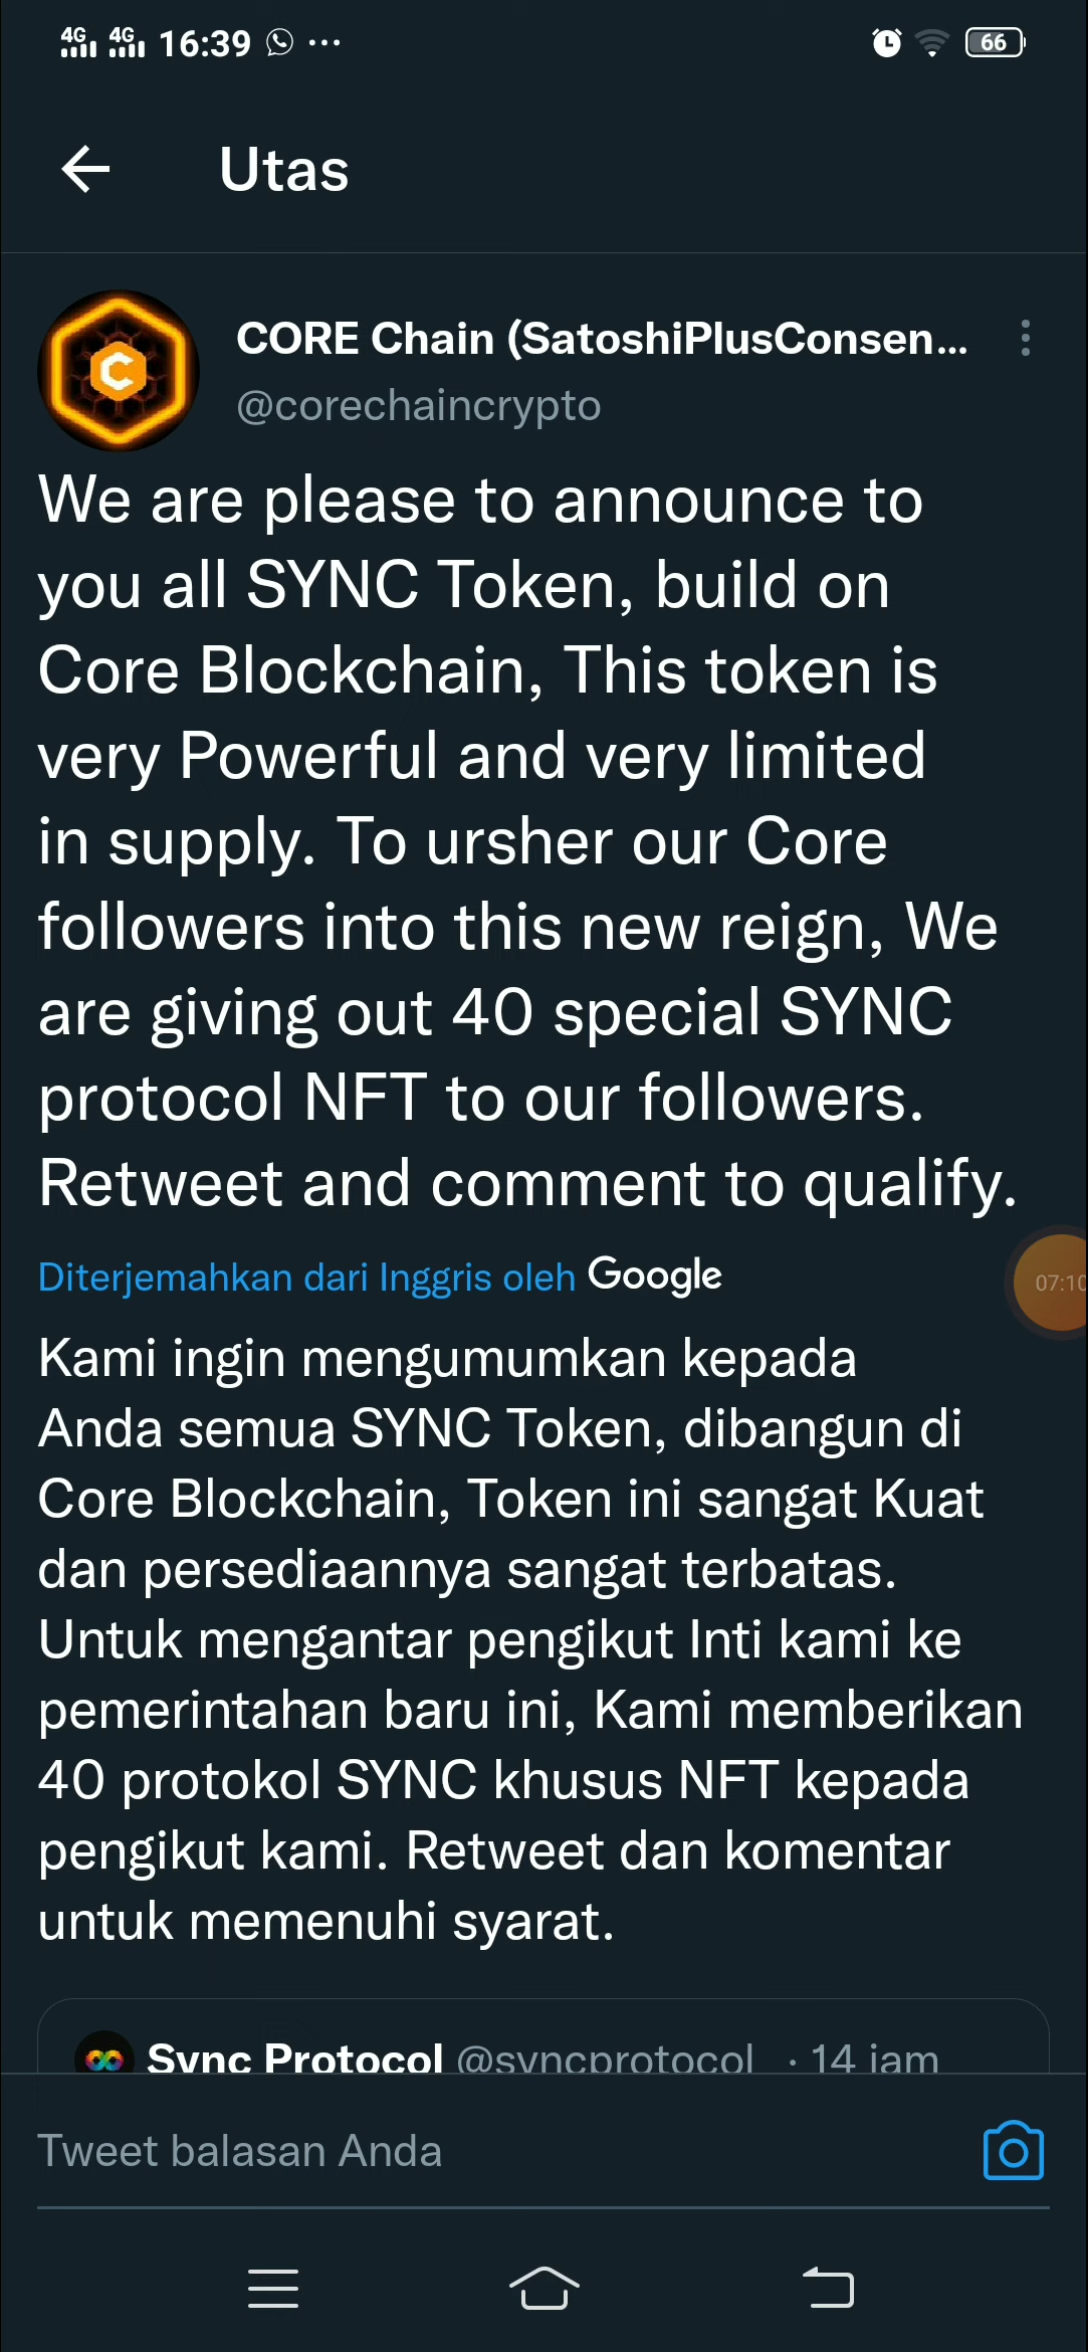 4G 4G 16:39 ... 66
Utas
CORE Chain (SatoshiPlusConsen...
@corechaincrypto
We are please to announce to
you all SYNC Token, build on
Core Blockchain, This token is
very Powerful and very limited
in supply. To ursher our Core
followers into this new reign, We
are giving out 40 special SYNC
protocol NFT to our followers.
Retweet and comment to qualify.
Diterjemahkan dari Inggris oleh Google
07:10
Kami ingin mengumumkan kepada
Anda semua SYNC Token, dibangun di
Core Blockchain, Token ini sangat Kuat
dan persediaannya sangat terbatas.
Untuk mengantar pengikut Inti kami ke
pemerintahan baru ini, Kami memberikan
40 protokol SYNC khusus NFT kepada
pengikut kami. Retweet dan komentar
untuk memenuhi syarat.
Sync Protocol @syncprotocol_ · 14 jam
Tweet balasan Anda